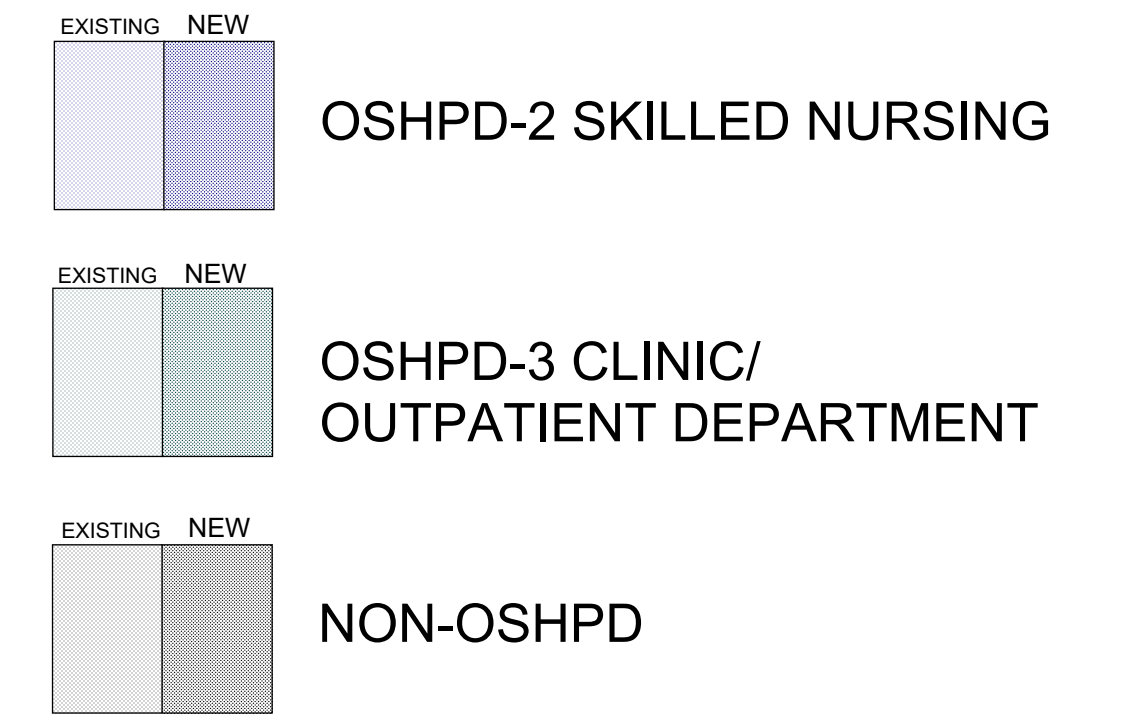 EXISTING NEW
OSHPD-2 SKILLED NURSING
EXISTING NEW
OSHPD-3 CLINIC/
OUTPATIENT DEPARTMENT
EXISTING NEW
NON-OSHPD